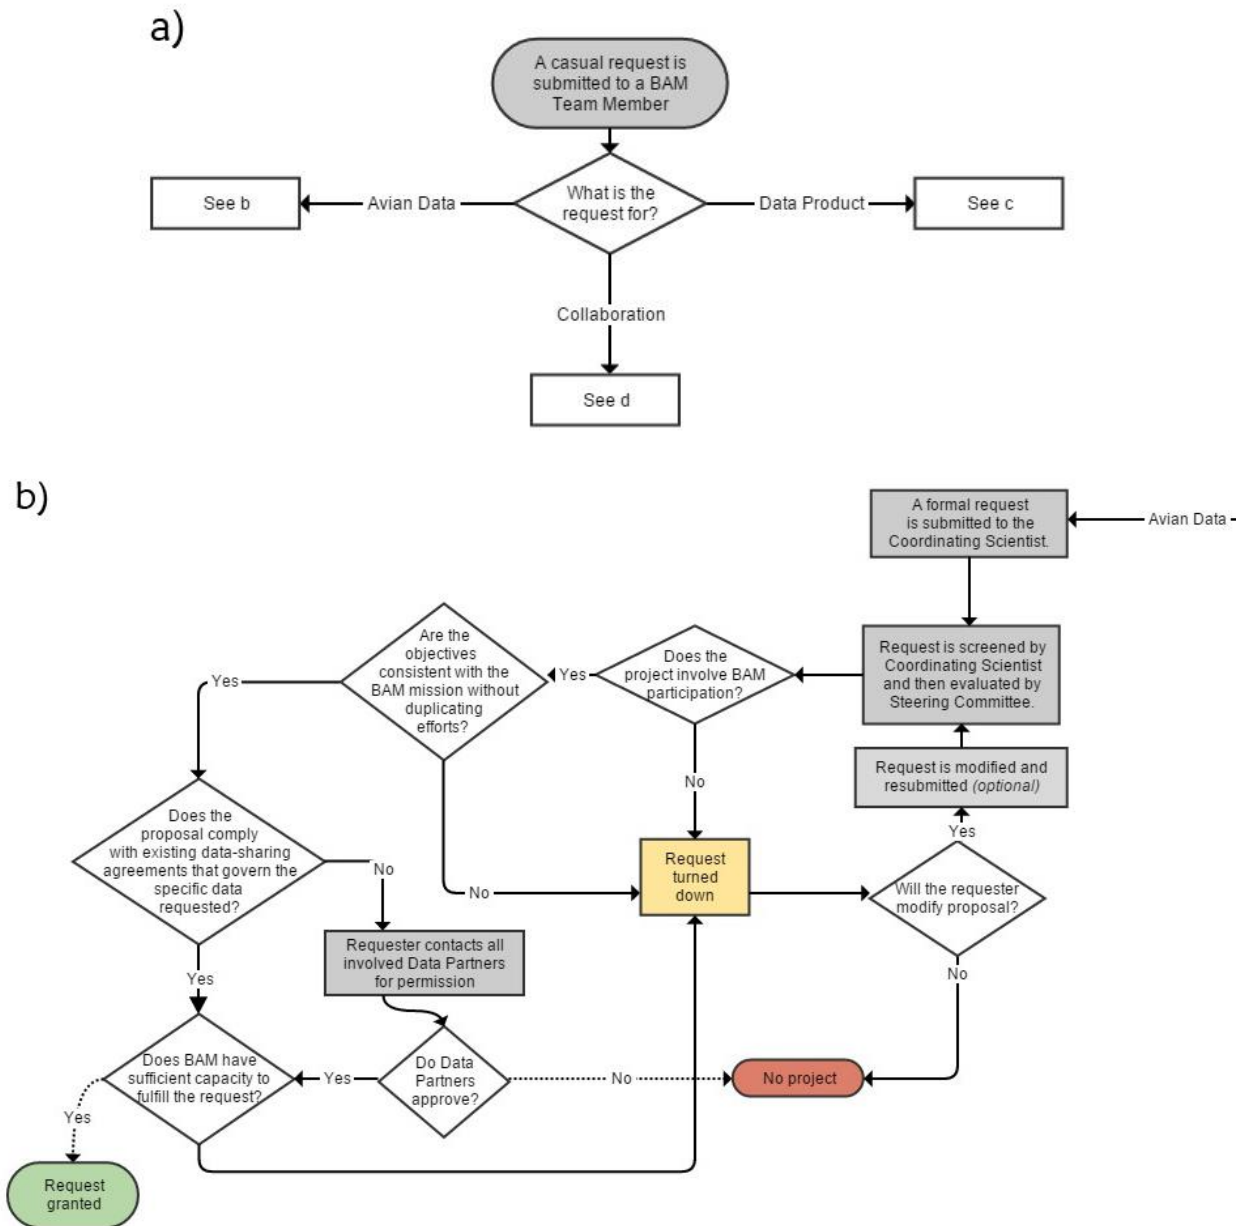 a)
A casual request is
submitted to a BAM
Team Member
What is the
request for?
See b
Avian Data
Data Product
See c
Collaboration
See d
b)
A formal request
is submitted to the
Coordinating Scientist.
Avian Data
Request is screened by
Coordinating Scientist
and then evaluated by
Steering Committee.
Does the
project involve BAM
participation?
Yes
Are the
objectives
consistent with the
BAM mission without
duplicating
efforts?
Yes
No
Request is modified and
resubmitted (optional)
Yes
Does the
proposal comply
with existing data-sharing
agreements that govern the
specific data
requested?
No
No
Request
turned
down
Will the requester
modify proposal?
Requester contacts all
involved Data Partners
for permission
Yes
No
Does BAM have
sufficient capacity to
fulfill the request?
Yes
Do Data
Partners
approve?
No
No project
Yes
Request
granted